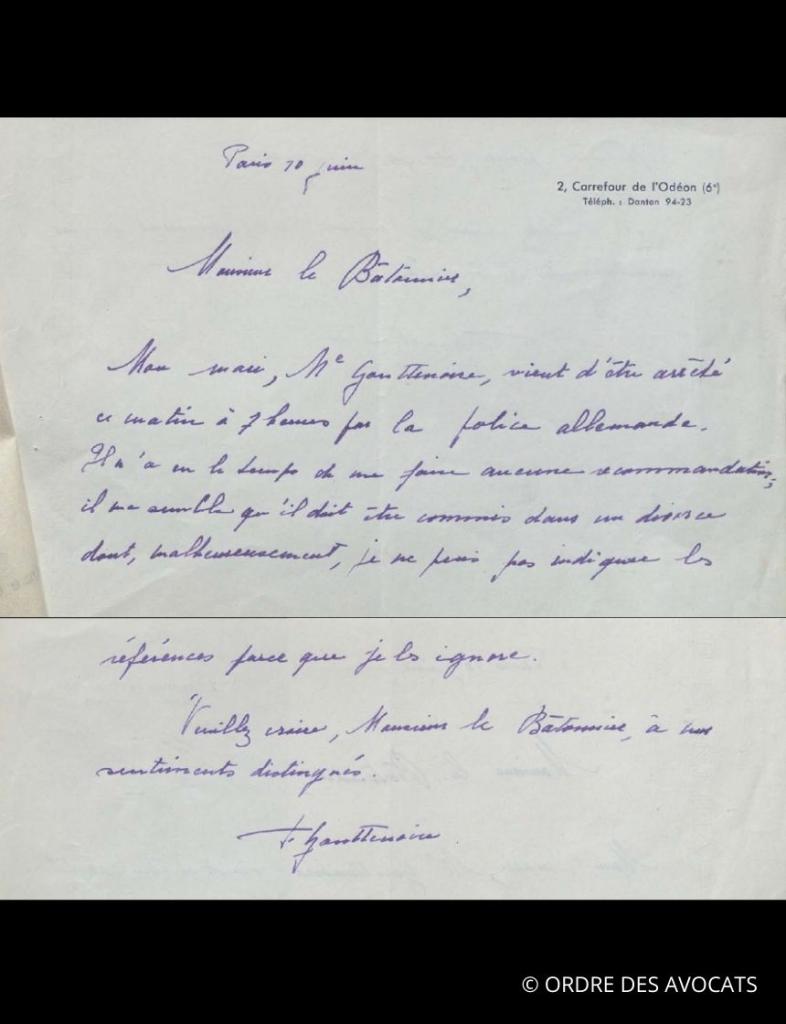 Paris 10 juin
2, Carrefour de l'Odéon (6e)
Téléph. : Danton 94-23
Monsieur le Bâtonnier,
Mon mari, Me Gonttenoire, vient d'être arrêté
ce matin à 7 heures par la police allemande.
Il n'a eu le temps de me faire aucune recommandation ;
il me semble qu'il doit être commis dans un divorce
dont, malheureusement, je ne puis pas indiquer les
références parce que je les ignore.
Veuillez croire, Monsieur le Bâtonnier, à mes
sentiments distingués.
Gonttenoire
© ORDRE DES AVOCATS